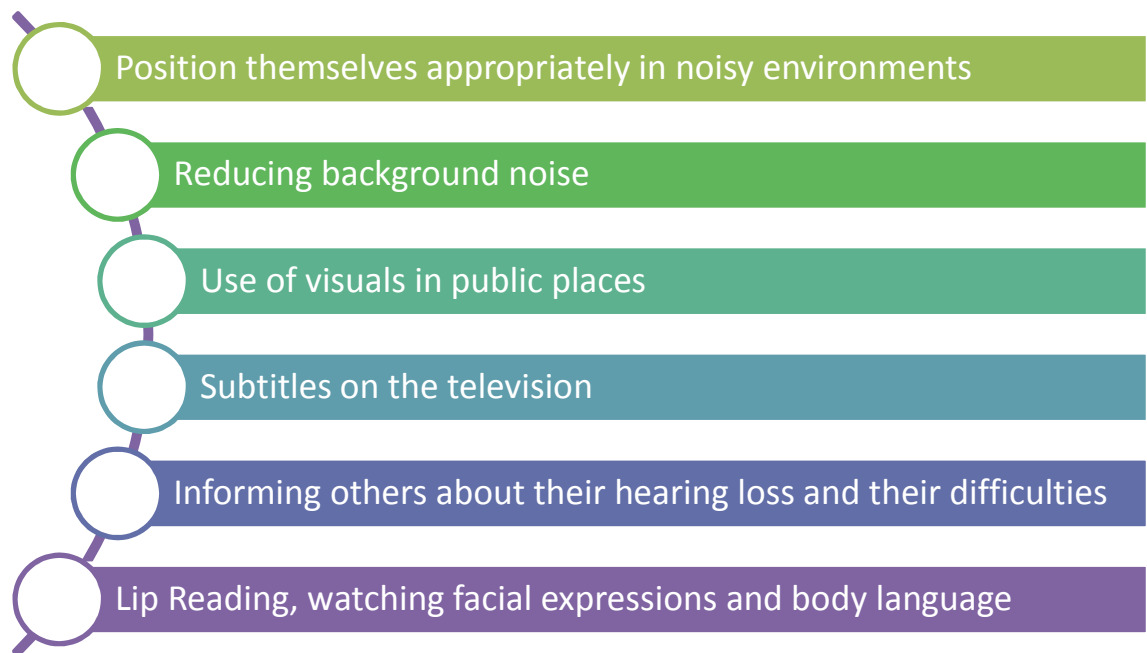 Position themselves appropriately in noisy environments
Reducing background noise
Use of visuals in public places
Subtitles on the television
Informing others about their hearing loss and their difficulties
Lip Reading, watching facial expressions and body language